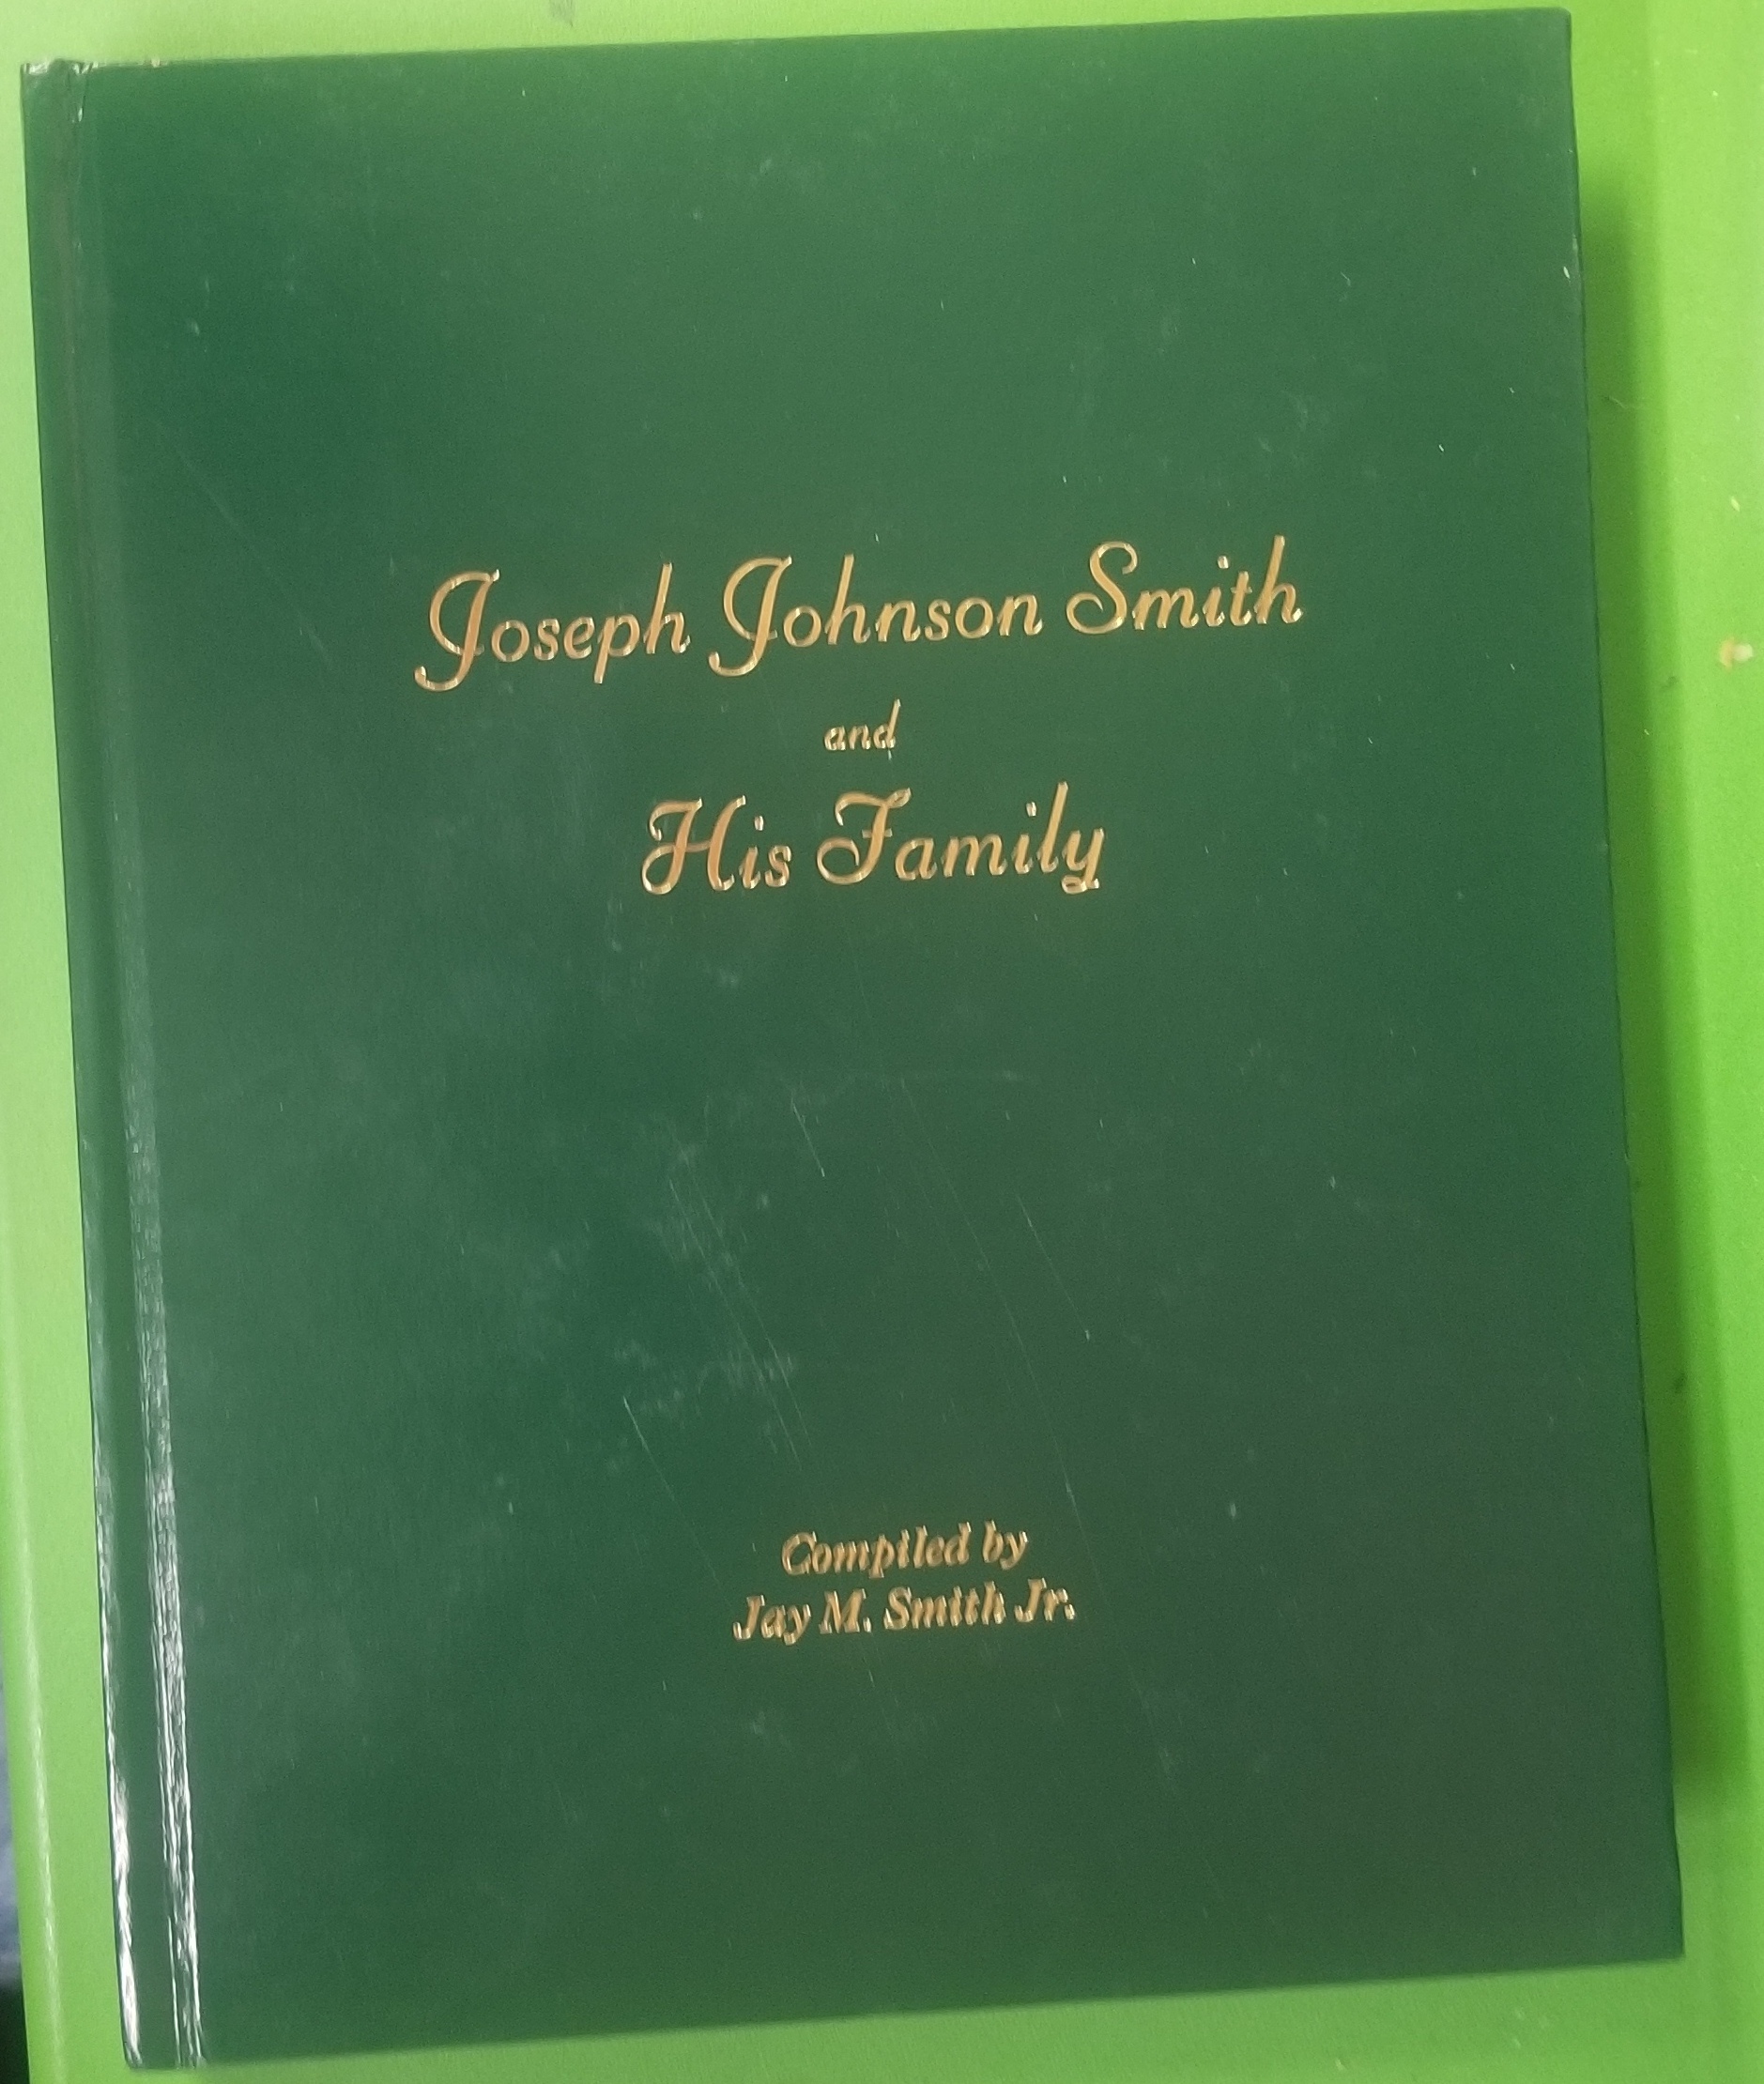 Joseph Johnson Smith
and
His Family
Compiled by
Jay M. Smith Jr.